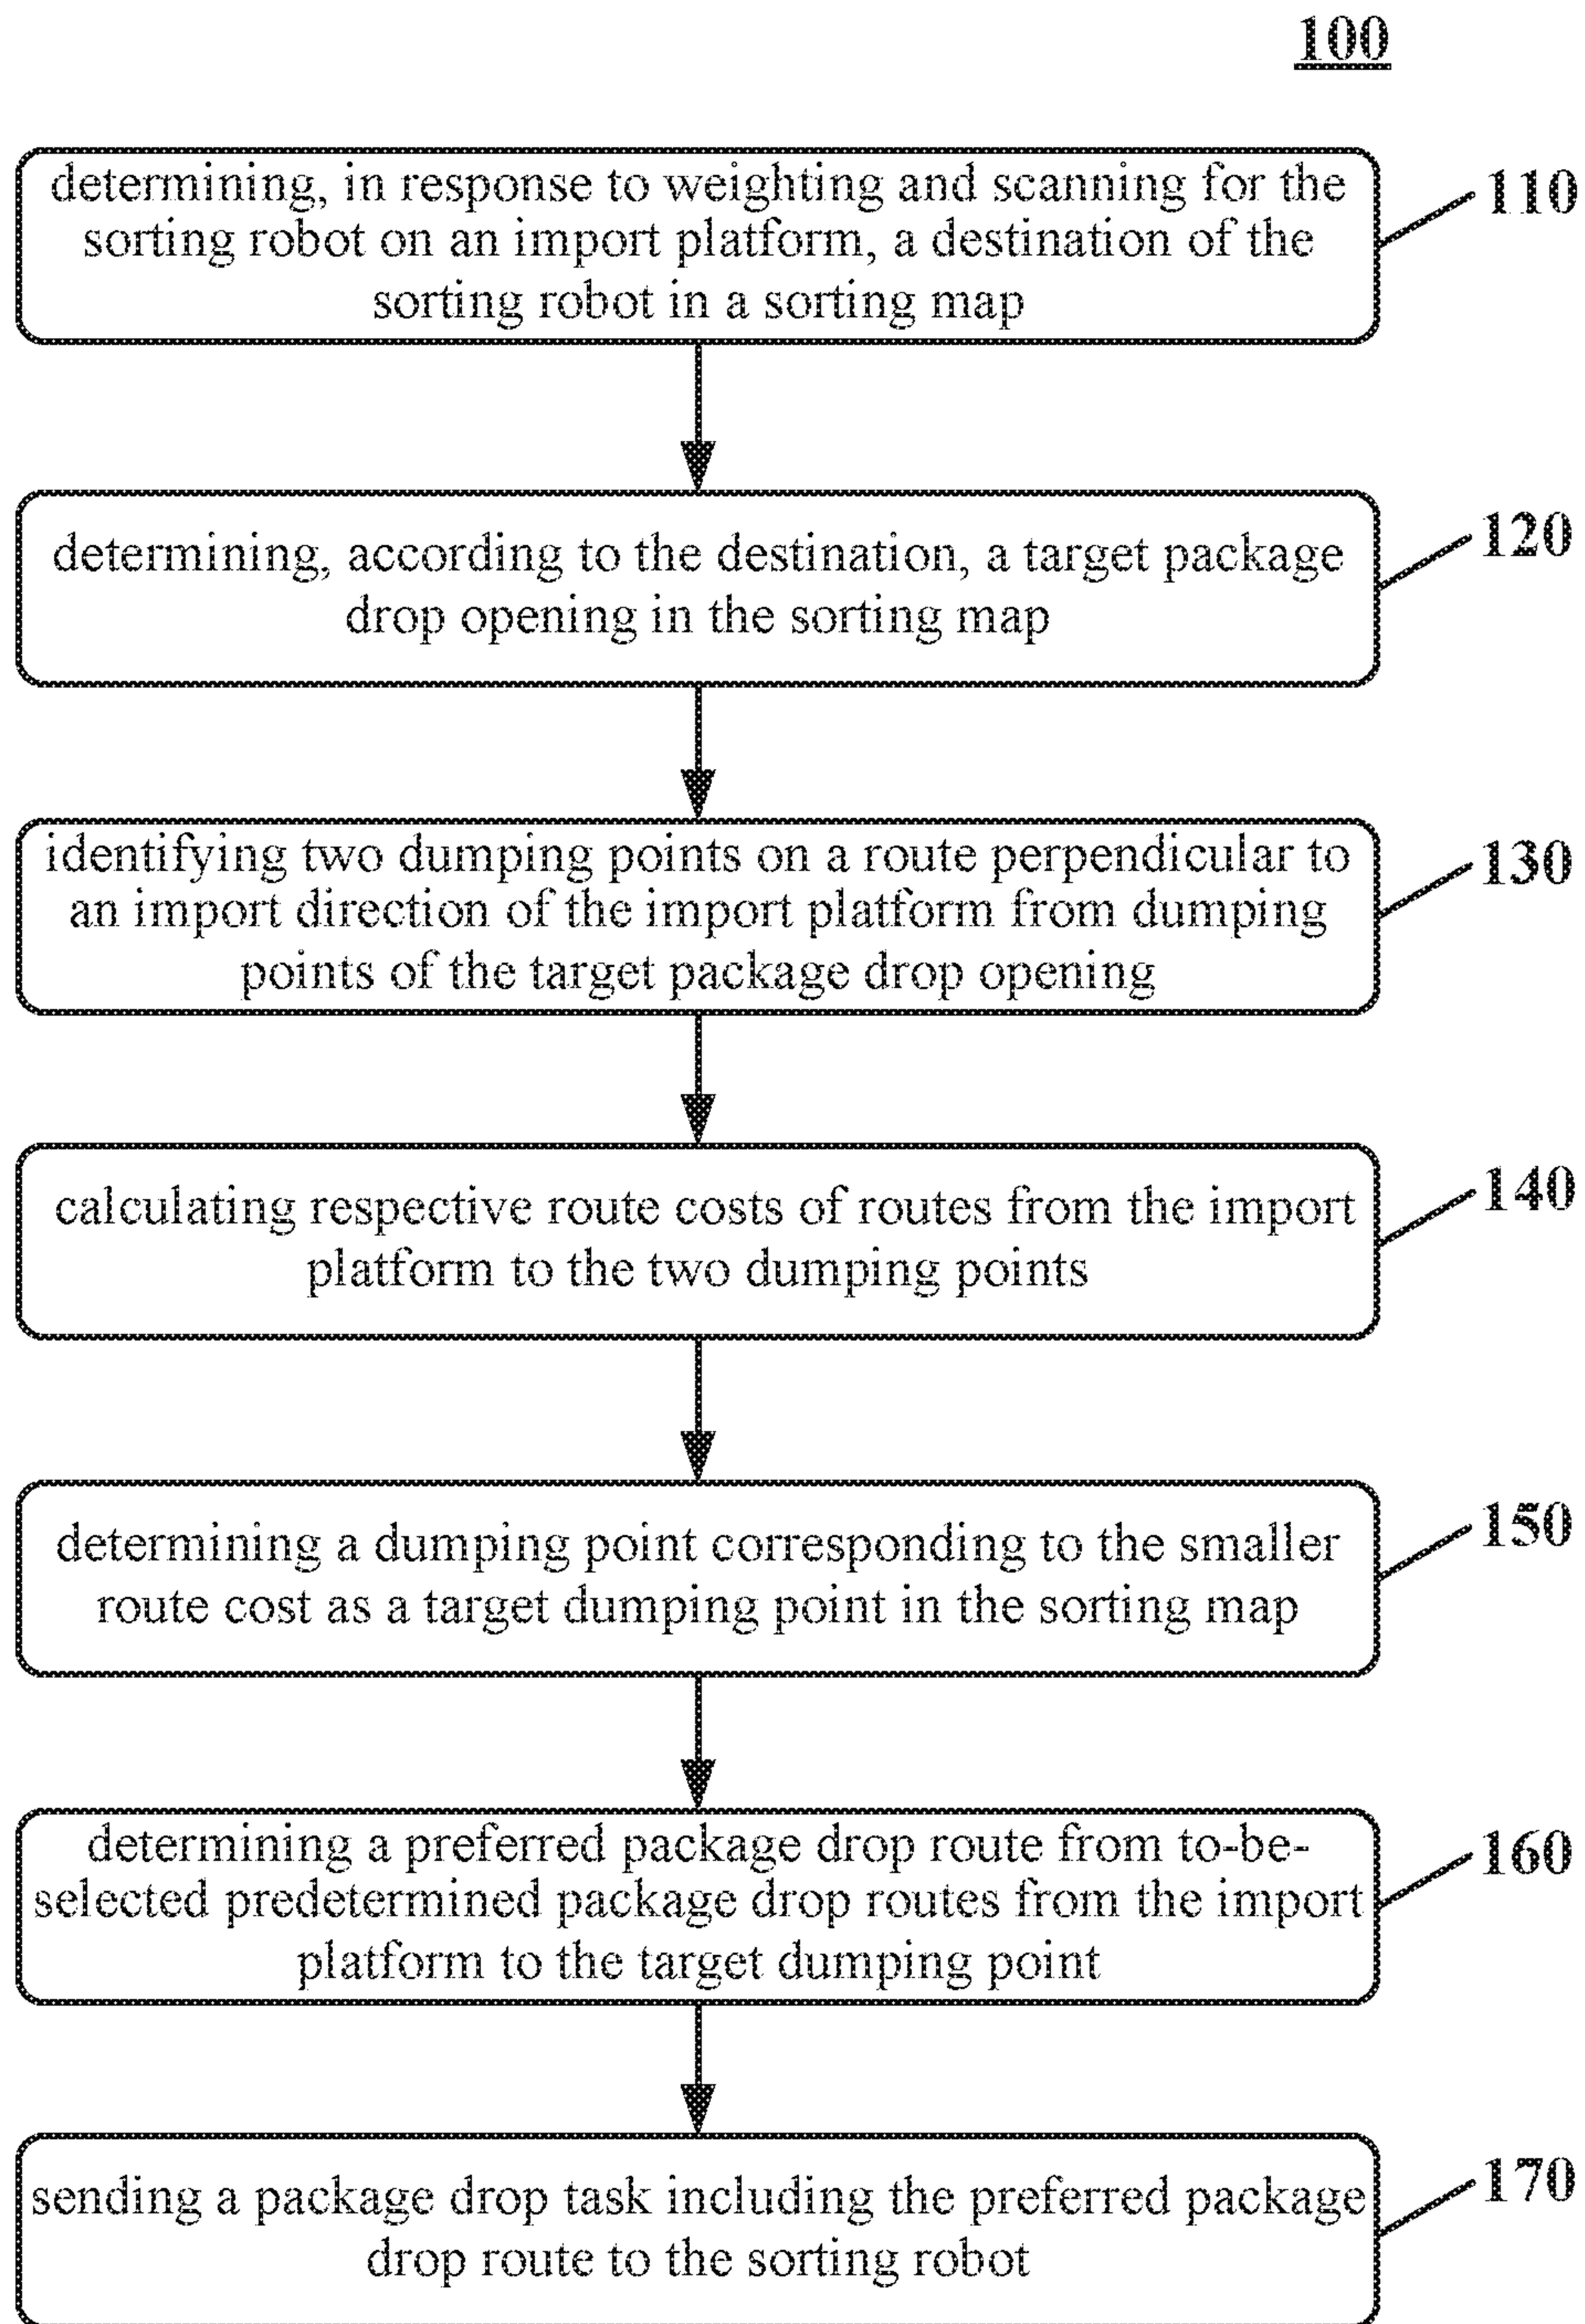 100
determining, in response to weighting and scanning for the
sorting robot on an import platform, a destination of the
sorting robot in a sorting map
110
determining, according to the destination, a target package
drop opening in the sorting map
120
identifying two dumping points on a route perpendicular to
an import direction of the import platform from dumping
points of the target package drop opening
130
calculating respective route costs of routes from the import
platform to the two dumping points
140
determining a dumping point corresponding to the smaller
route cost as a target dumping point in the sorting map
150
determining a preferred package drop route from to-be-
selected predetermined package drop routes from the import
platform to the target dumping point
160
sending a package drop task including the preferred package
drop route to the sorting robot
170